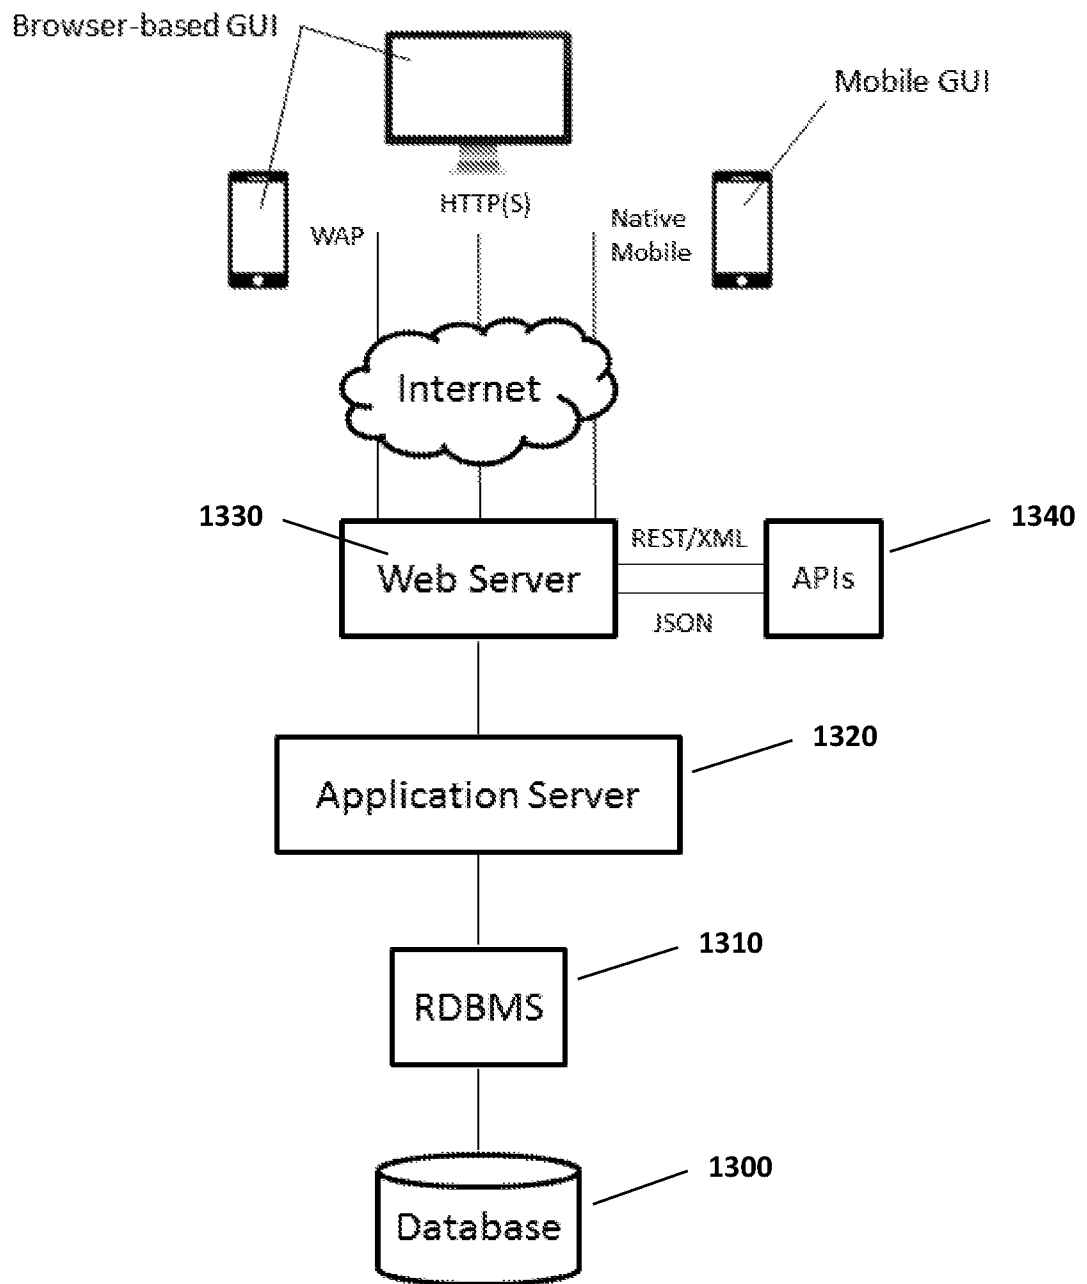 Browser-based GUI
Mobile GUI
HTTP(S)
WAP
Native
Mobile
Internet
1330
1340
REST/XML
Web Server
APIs
JSON
1320
Application Server
1310
RDBMS
1300
Database